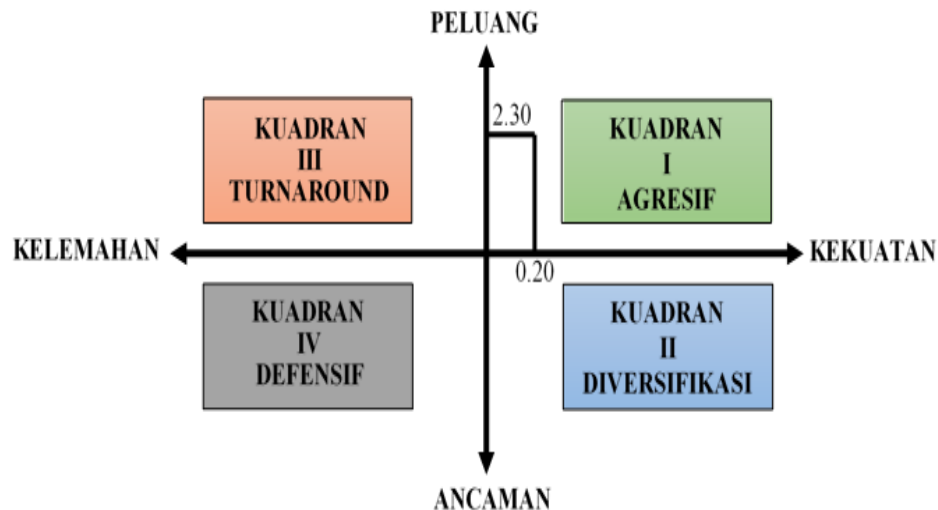 PELUANG
2.30
KUADRAN
III
TURNAROUND
KUADRAN
I
AGRESIF
KELEMAHAN
KEKUATAN
0.20
KUADRAN
IV
DEFENSIF
KUADRAN
II
DIVERSIFIKASI
ANCAMAN